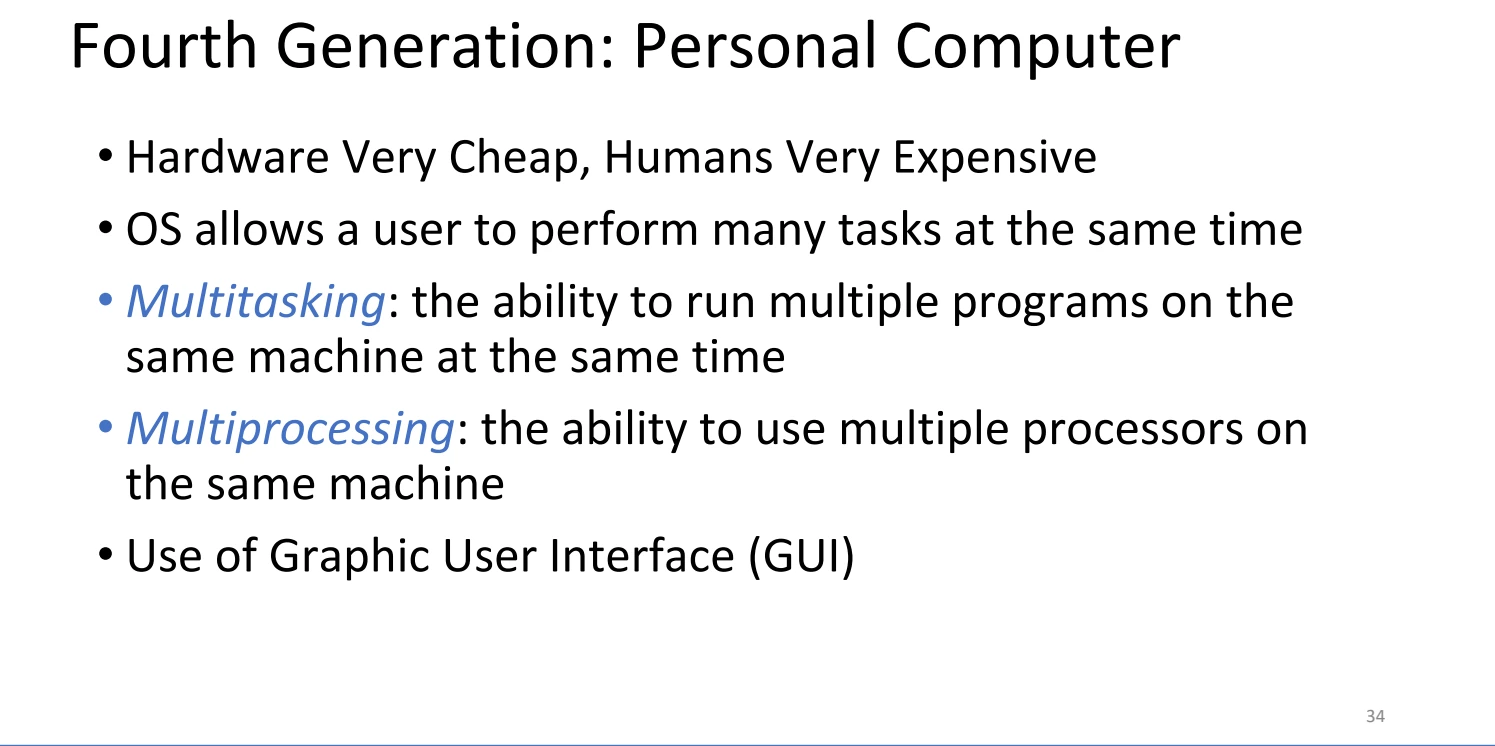 Fourth Generation: Personal Computer
• Hardware Very Cheap, Humans Very Expensive
• OS allows a user to perform many tasks at the same time
• Multitasking: the ability to run multiple programs on the
same machine at the same time
• Multiprocessing: the ability to use multiple processors on
the same machine
• Use of Graphic User Interface (GUI)
34